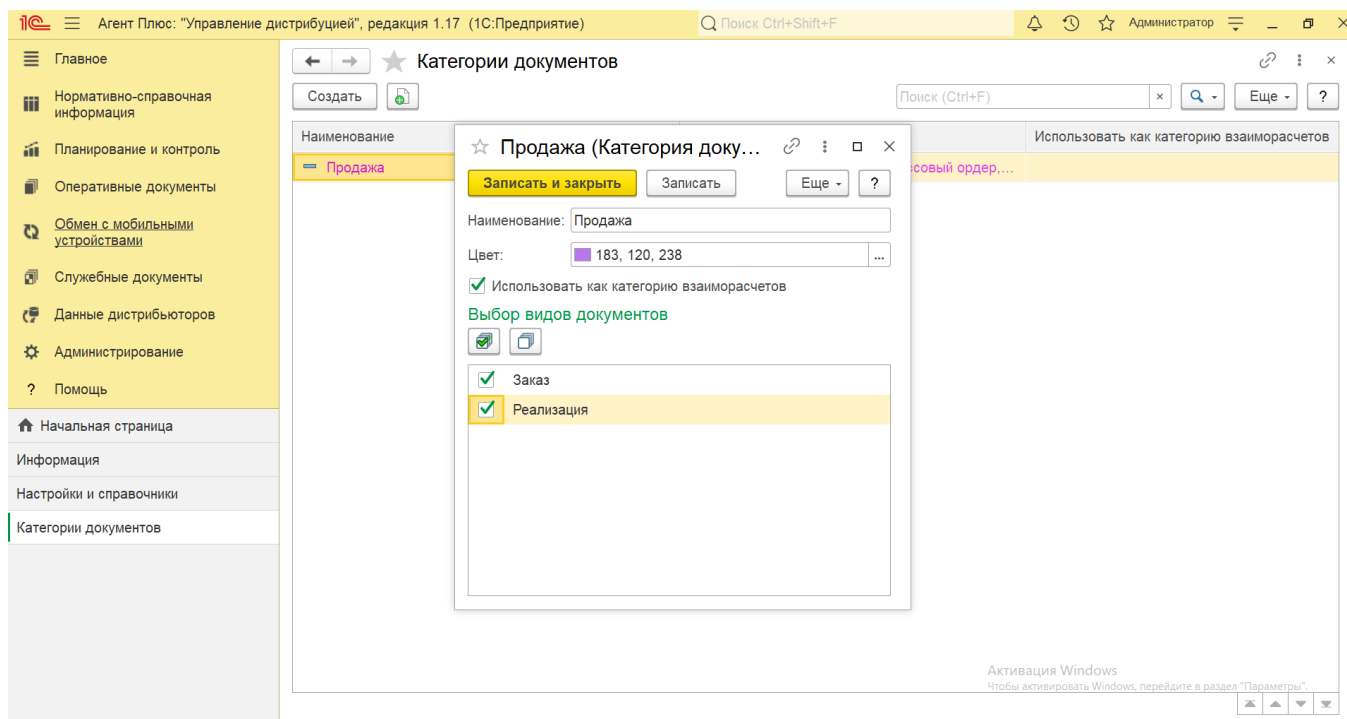 1С Агент Плюс: "Управление дистрибуцией", редакция 1.17 (1С:Предприятие) Поиск Ctrl+Shift+F Администратор
Главное
Нормативно-справочная
информация
Планирование и контроль
Оперативные документы
Обмен с мобильными
устройствами
Служебные документы
Данные дистрибьюторов
Администрирование
? Помощь
Начальная страница
Информация
Настройки и справочники
Категории документов
Категории документов
Создать Поиск (Ctrl+F) × Еще ?
Наименование Использовать как категорию взаиморасчетов
Продажа ссовый ордер,...
Продажа (Категория доку...
Записать и закрыть Записать Еще ?
Наименование: Продажа
Цвет: 183, 120, 238 ...
Использовать как категорию взаиморасчетов
Выбор видов документов
Заказ
Реализация
Активация Windows
Чтобы активировать Windows, перейдите в раздел "Параметры".